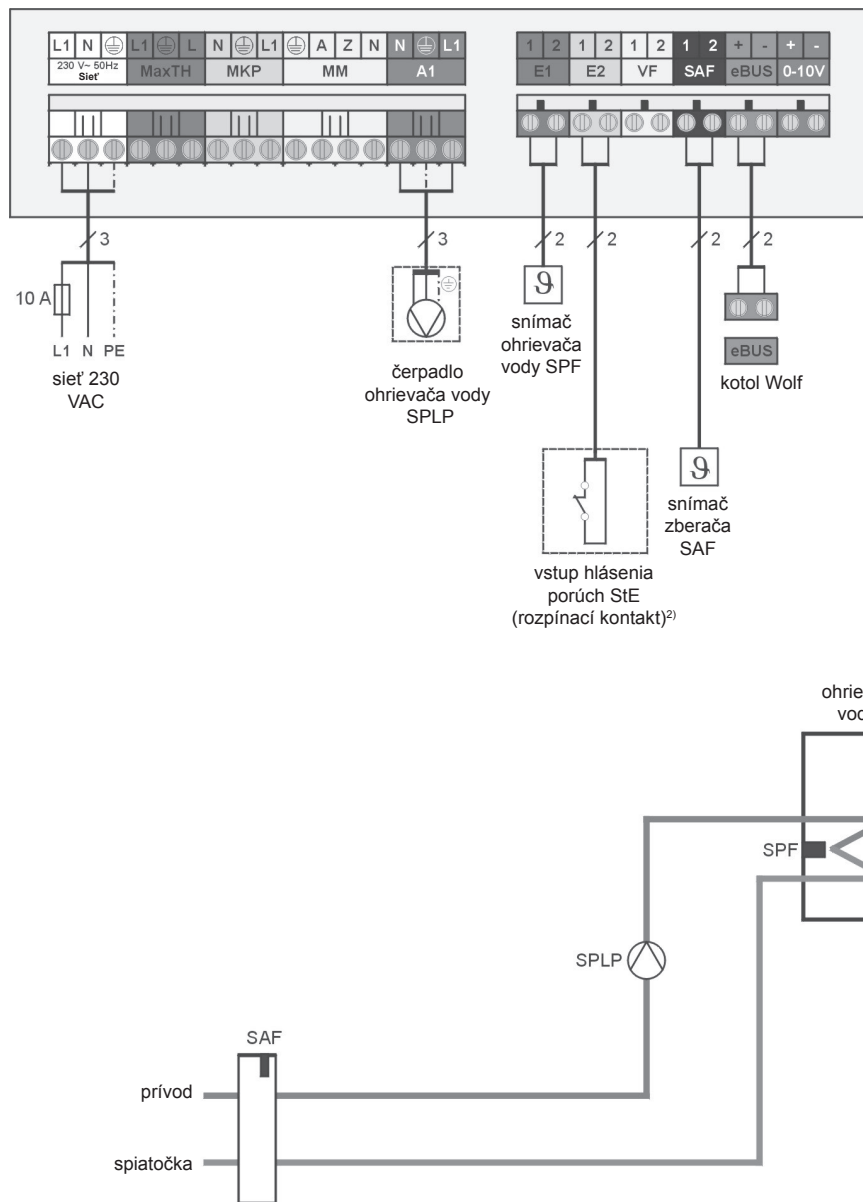 L1 N L1 L N L1 A Z N N L1 1 2 1 2 1 2 1 2 + - + -
230 V~ 50Hz
Sieť
MaxTH MKP MM A1 E1 E2 VF SAF eBUS 0-10V
3 3 2 2 2 2
10 A
L1 N PE
sieť 230
VAC
čerpadlo
ohrievača vody
SPLP
ϑ
snímač
ohrievača
vody SPF
eBUS
kotol Wolf
ϑ
snímač
zberača
SAF
vstup hlásenia
porúch StE
(rozpínací kontakt)2)
ohrie
vod
SPF
SPLP
SAF
prívod
spiatočka